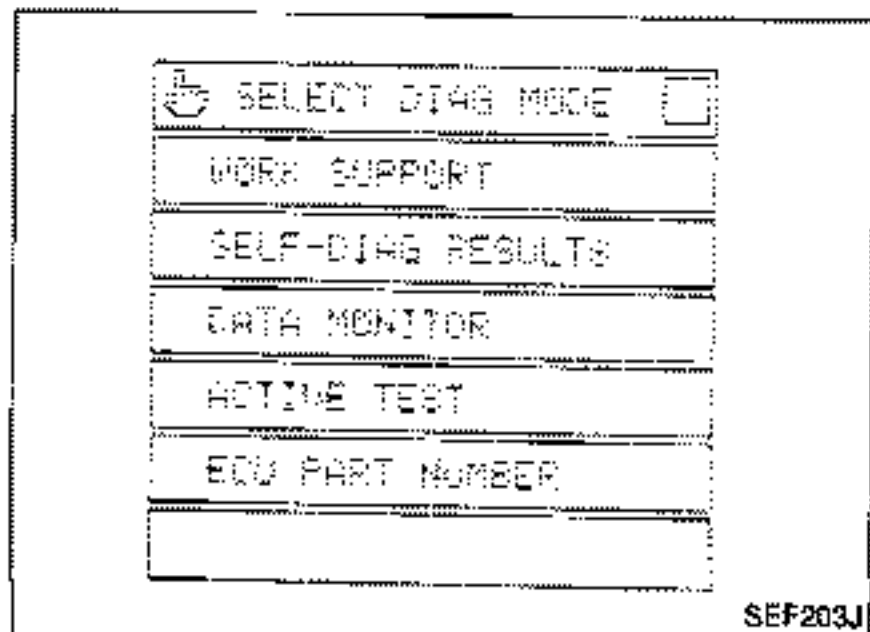 SELECT DIAG MODE
WORK SUPPORT
SELF-DIAG RESULTS
DATA MONITOR
ACTIVE TEST
ECU PART NUMBER
SEF203J